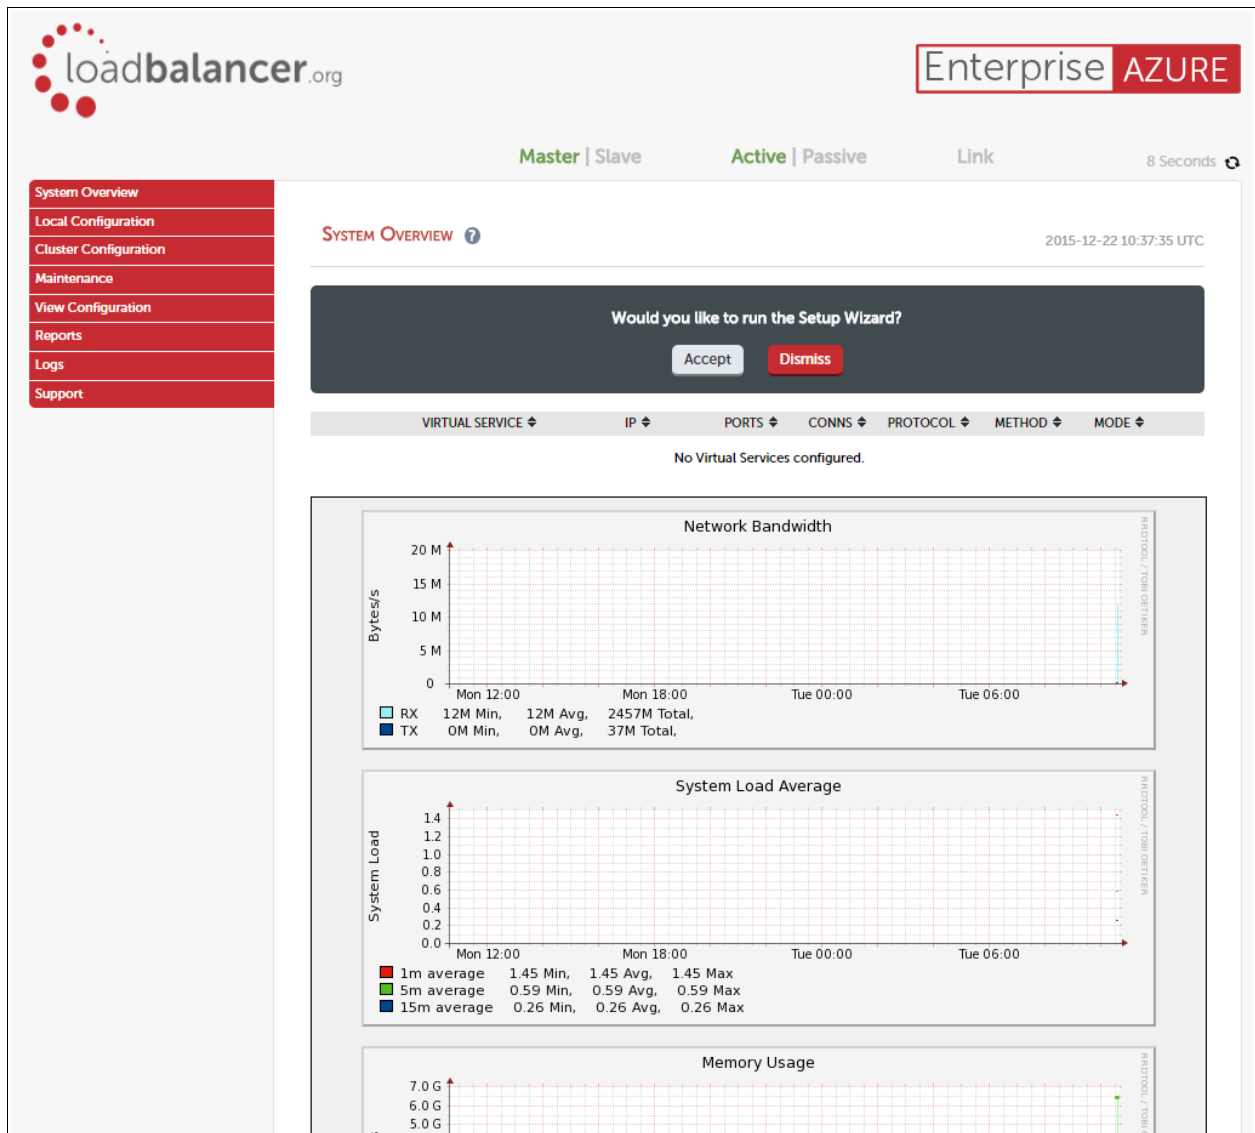 loadbalancer.org
Enterprise AZURE
Master | Slave Active | Passive Link 8 Seconds
System Overview
Local Configuration
Cluster Configuration
Maintenance
View Configuration
Reports
Logs
Support
SYSTEM OVERVIEW ?
2015-12-22 10:37:35 UTC
Would you like to run the Setup Wizard?
Accept Dismiss
VIRTUAL SERVICE IP PORTS CONNS PROTOCOL METHOD MODE
No Virtual Services configured.
Network Bandwidth
RRDTOOL / TOBI OETIKER
Bytes/s
20 M
15 M
10 M
5 M
0
Mon 12:00 Mon 18:00 Tue 00:00 Tue 06:00
RX 12M Min, 12M Avg, 2457M Total,
TX 0M Min, 0M Avg, 37M Total,
System Load Average
RRDTOOL / TOBI OETIKER
System Load
1.4
1.2
1.0
0.8
0.6
0.4
0.2
0.0
Mon 12:00 Mon 18:00 Tue 00:00 Tue 06:00
1m average 1.45 Min, 1.45 Avg, 1.45 Max
5m average 0.59 Min, 0.59 Avg, 0.59 Max
15m average 0.26 Min, 0.26 Avg, 0.26 Max
Memory Usage
RRDTOOL / TOBI
7.0 G
6.0 G
5.0 G